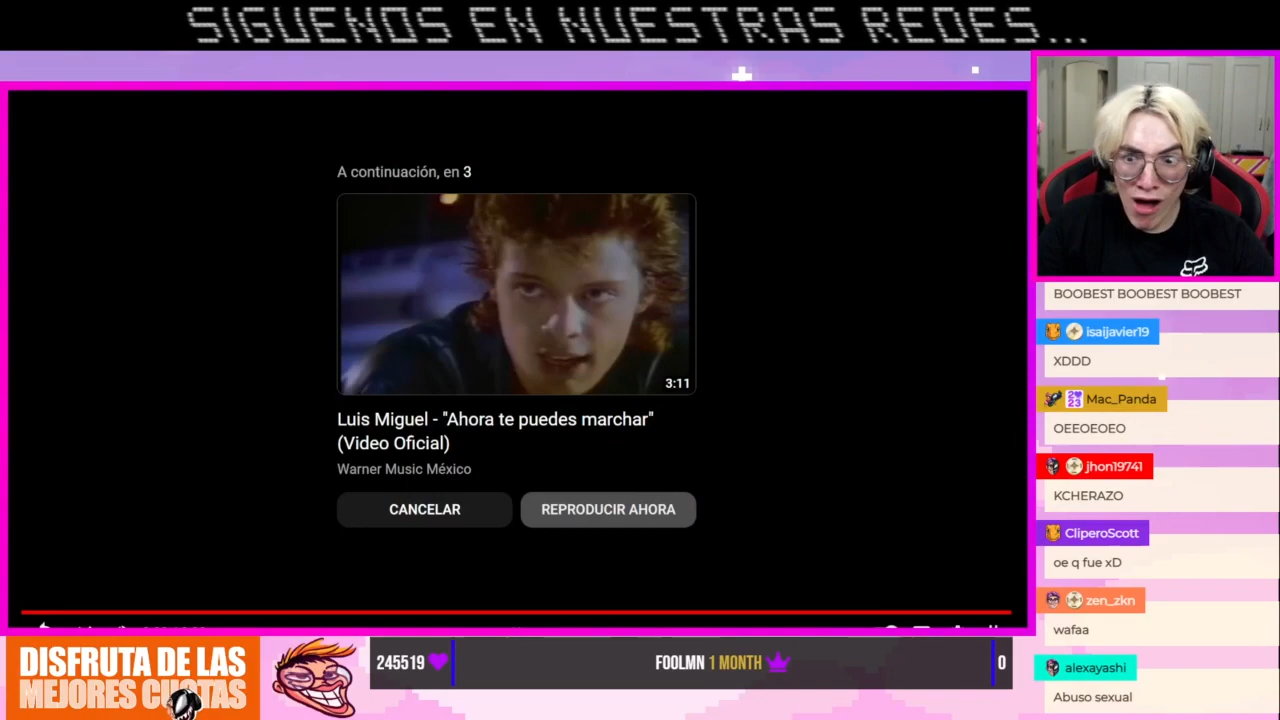 SIGUENOS EN NUESTRAS REDES...
A continuación, en 3
3:11
Luis Miguel - "Ahora te puedes marchar"
(Video Oficial)
Warner Music México
CANCELAR
REPRODUCIR AHORA
BOOBEST BOOBEST BOOBEST
isaijavier19
XDDD
Mac_Panda
OEEOEOEO
jhon19741
KCHERAZO
CliperoScott
oe q fue xD
zen_zkn
wafaa
alexayashi
Abuso sexual
DISFRUTA DE LAS
MEJORES CUOTAS
245519
FOOLMN 1 MONTH
0